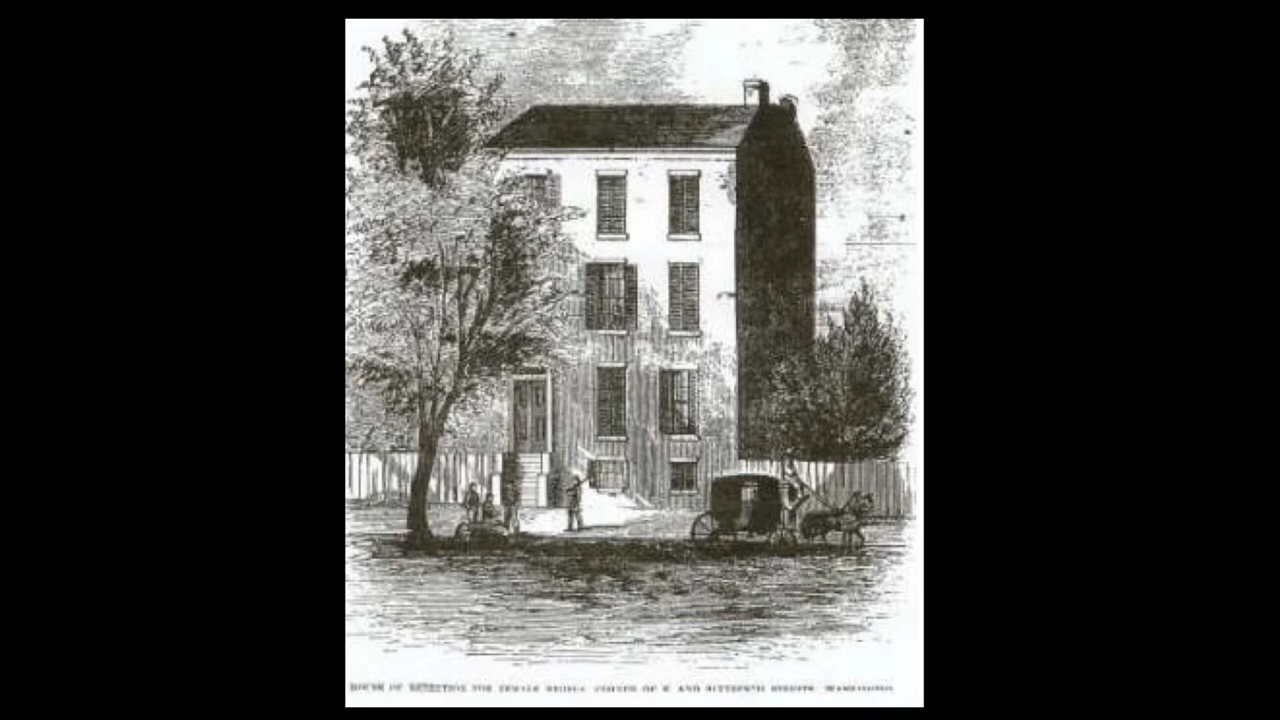 HOUSE OF DETENTION FOR FEMALE REBELS, CORNER OF AND SIXTEENTH STREETS, WASHINGTON